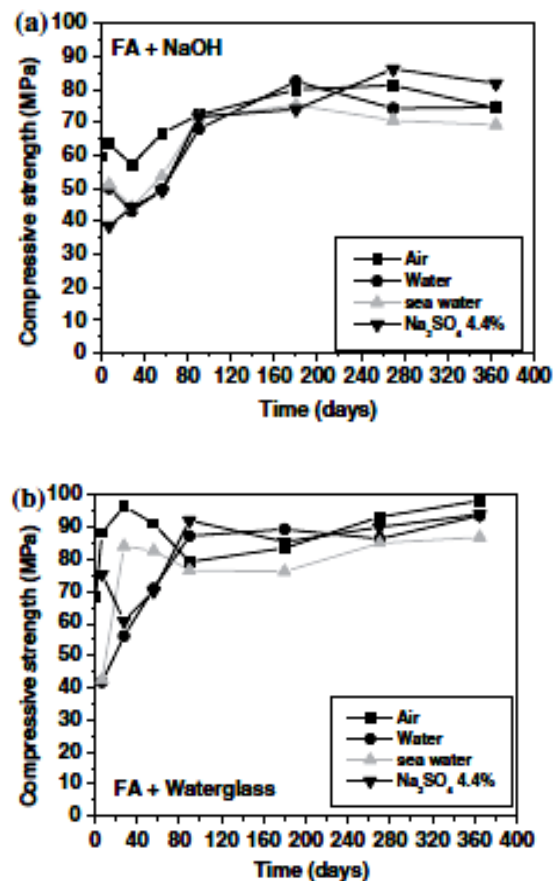 (a)
FA + NaOH
Compressive strength (MPa)
100
90
80
70
60
50
40
30
20
10
0
Air
Water
sea water
Na₂SO₄ 4.4%
0 40 80 120 160 200 240 280 320 360 400
Time (days)
(b)
Compressive strength (MPa)
100
90
80
70
60
50
40
30
20
10
0
FA + Waterglass
Air
Water
sea water
Na₂SO₄ 4.4%
0 40 80 120 160 200 240 280 320 360 400
Time (days)